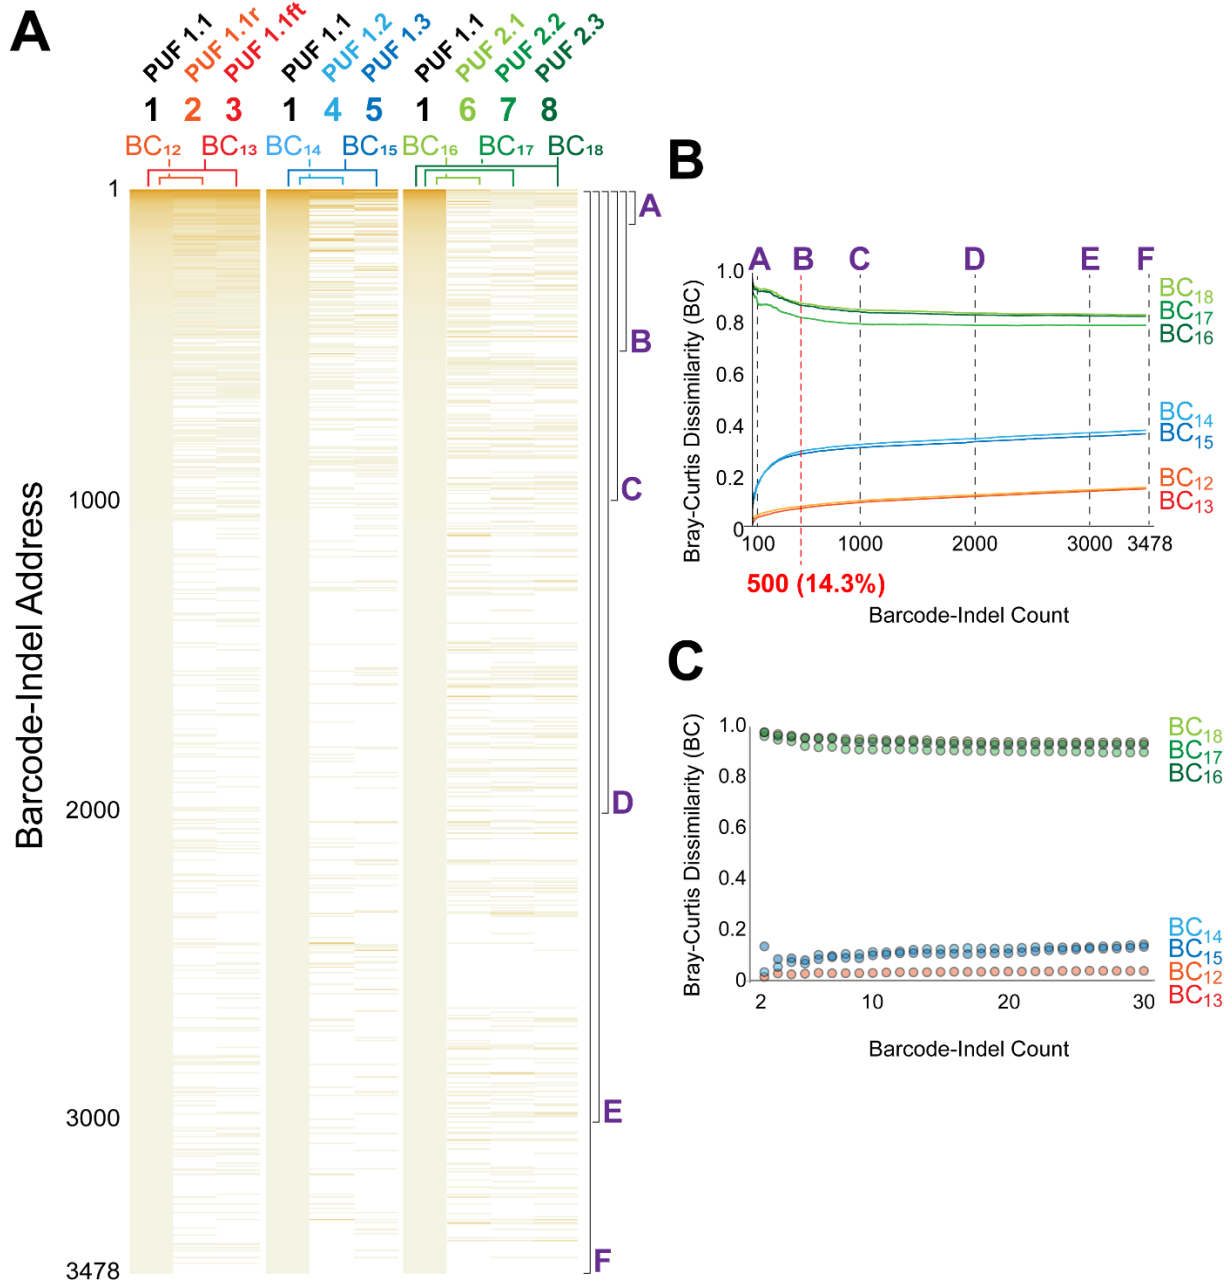 A
PUF 1.1 PUF 1.1r PUF 1.1ft PUF 1.1 PUF 1.2 PUF 1.3 PUF 1.1 PUF 2.1 PUF 2.2 PUF 2.3
1 2 3 1 4 5 1 6 7 8
BC12 BC13 BC14 BC15 BC16 BC17 BC18
Barcode-Indel Address
1
1000
2000
3000
3478
A
B
C
D
E
F
B
A B C D E F
Bray-Curtis Dissimilarity (BC)
1.0
0.8
0.6
0.4
0.2
0
BC18
BC17
BC16
BC14
BC15
BC12
BC13
100 1000 2000 3000 3478
500 (14.3%)
Barcode-Indel Count
C
Bray-Curtis Dissimilarity (BC)
1.0
0.8
0.6
0.4
0.2
0
BC18
BC17
BC16
BC14
BC15
BC12
BC13
2 10 20 30
Barcode-Indel Count